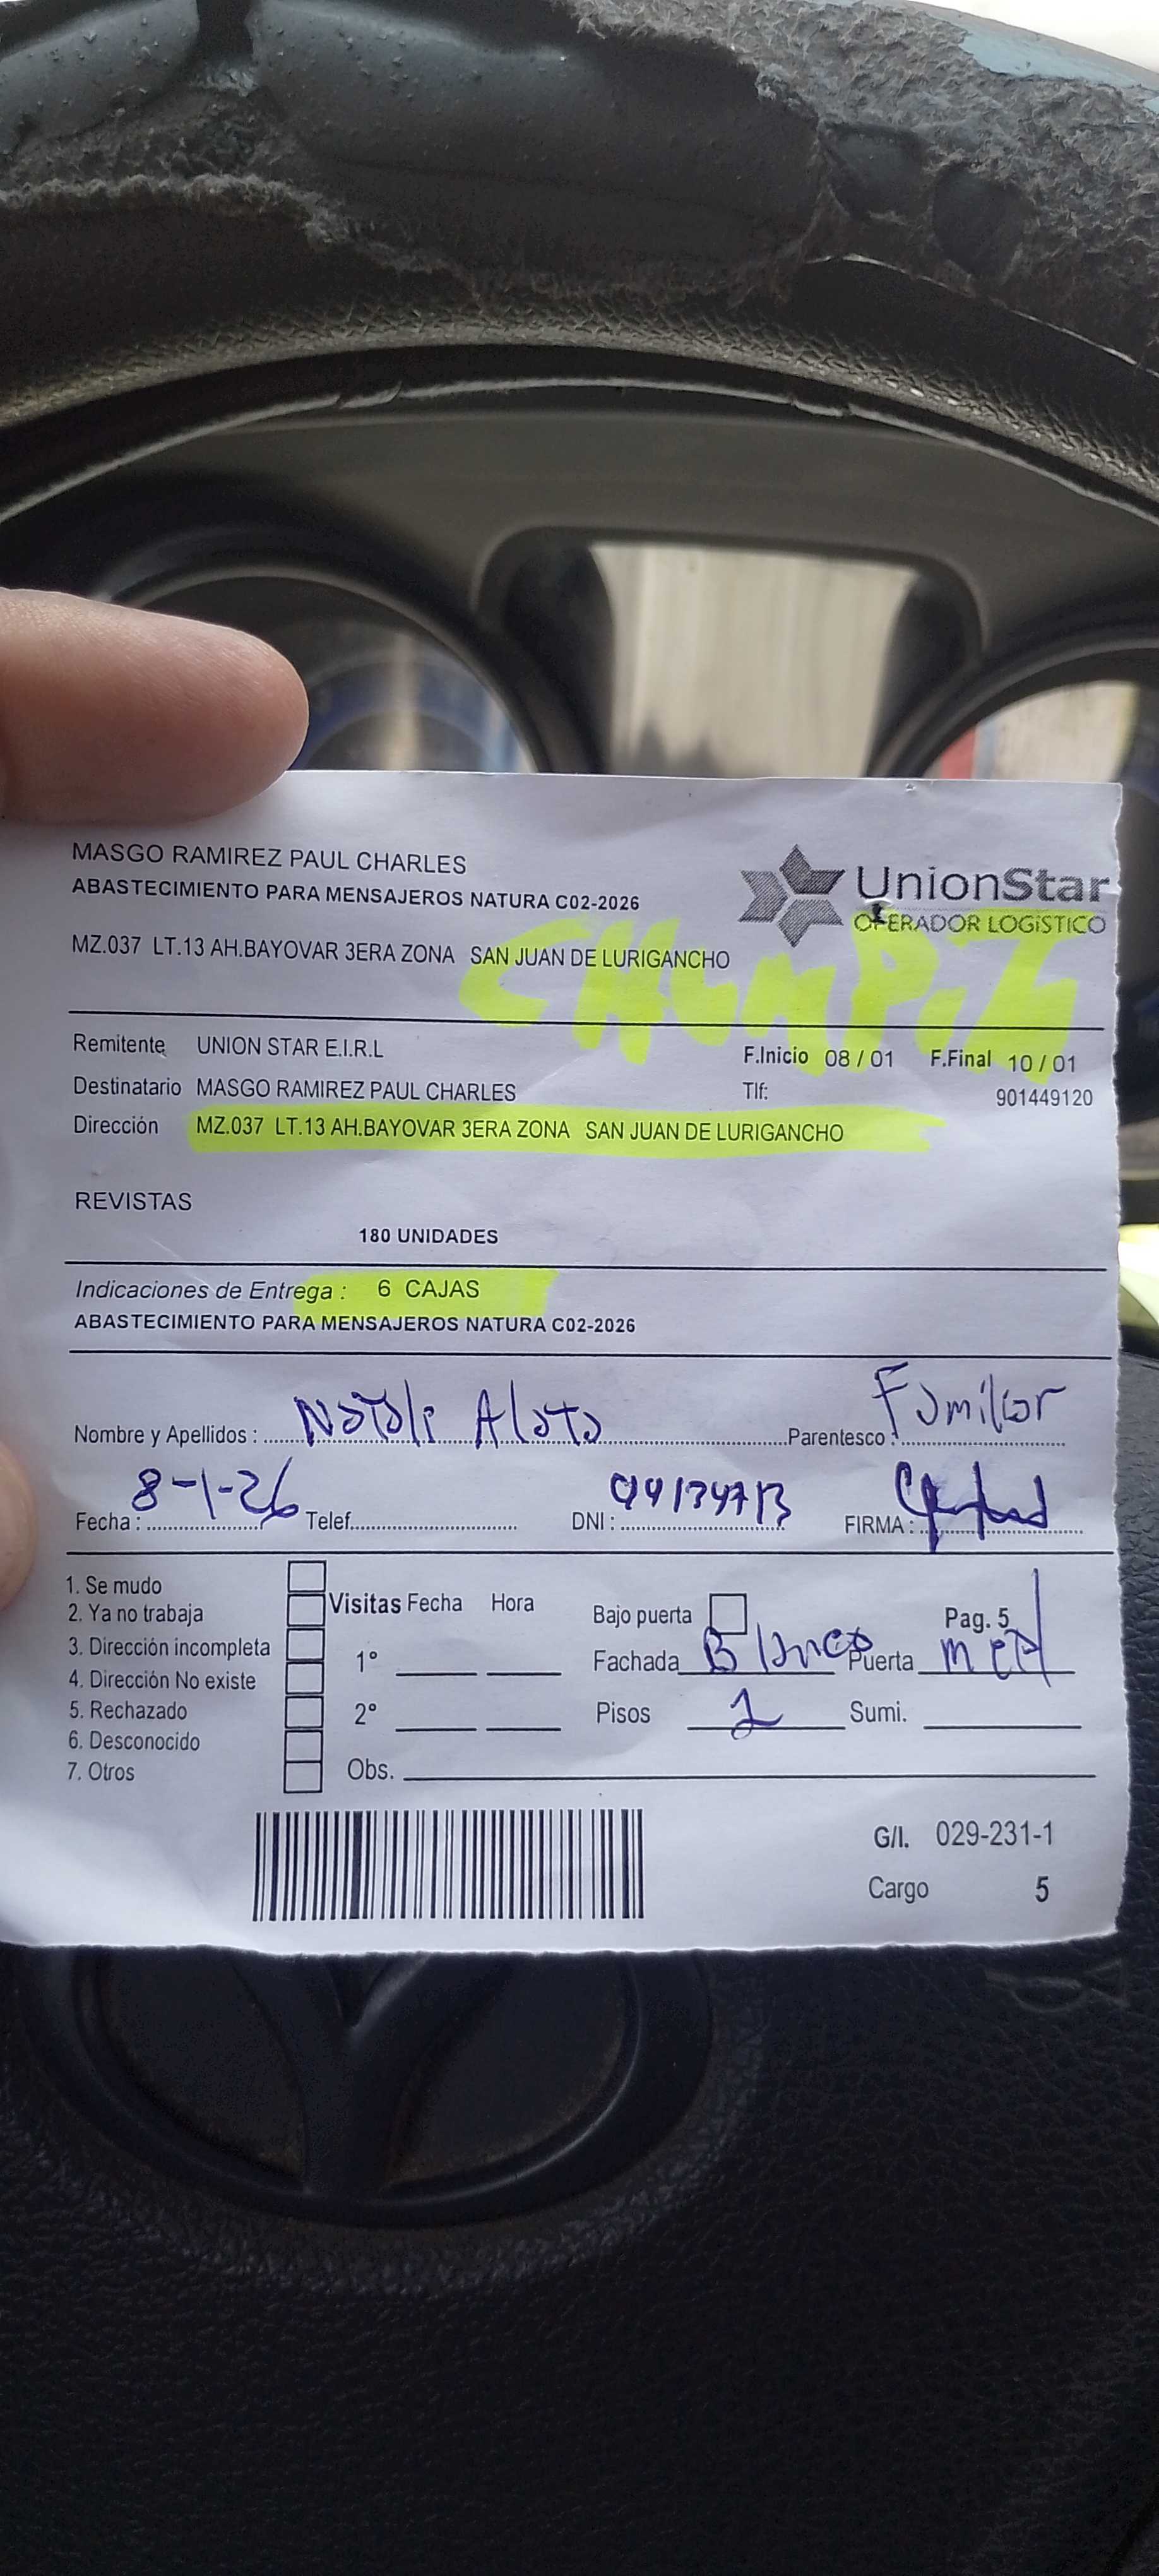 MASGO RAMIREZ PAUL CHARLES
ABASTECIMIENTO PARA MENSAJEROS NATURA C02-2026
UnionStar
OPERADOR LOGíSTICO
MZ.037 LT.13 AH.BAYOVAR 3ERA ZONA SAN JUAN DE LURIGANCHO
CHUMPiTA
Remitente UNION STAR E.I.R.L F.Inicio 08 / 01 F.Final 10 / 01
Destinatario MASGO RAMIREZ PAUL CHARLES Tlf: 901449120
Dirección MZ.037 LT.13 AH.BAYOVAR 3ERA ZONA SAN JUAN DE LURIGANCHO
REVISTAS
180 UNIDADES
Indicaciones de Entrega : 6 CAJAS
ABASTECIMIENTO PARA MENSAJEROS NATURA C02-2026
Nombre y Apellidos : Natali Alata Parentesco : Familiar
Fecha : 8-1-26 Telef. DNI : FIRMA :
1. Se mudo
2. Ya no trabaja
3. Dirección incompleta
4. Dirección No existe
5. Rechazado
6. Desconocido
7. Otros
Visitas Fecha Hora
1°
2°
Obs.
Bajo puerta Pag. 5
Fachada Blanco Puerta metal
Pisos 1 Sumi.
G/I. 029-231-1
Cargo 5